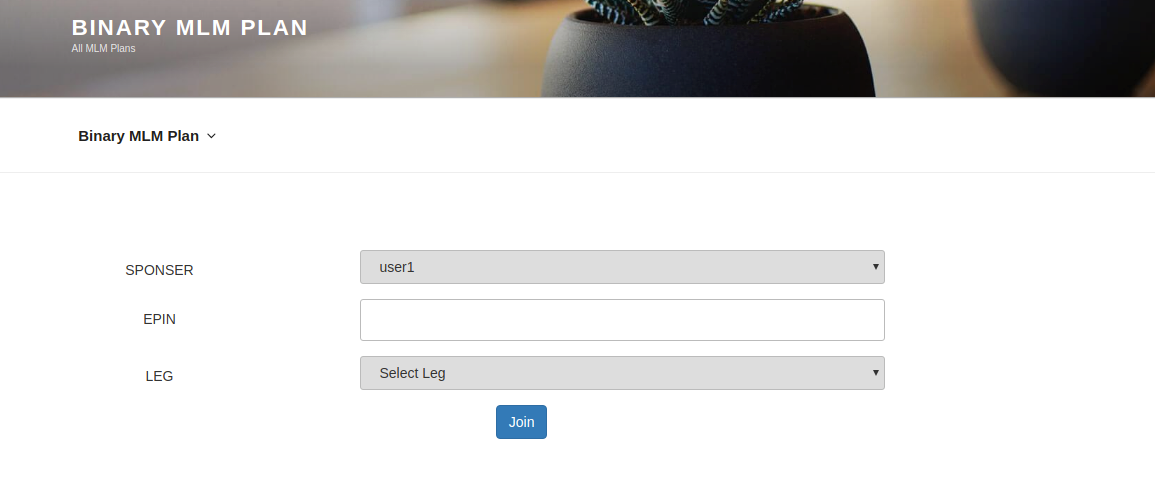 BINARY MLM PLAN
All MLM Plans
Binary MLM Plan
SPONSER user1
EPIN
LEG Select Leg
Join